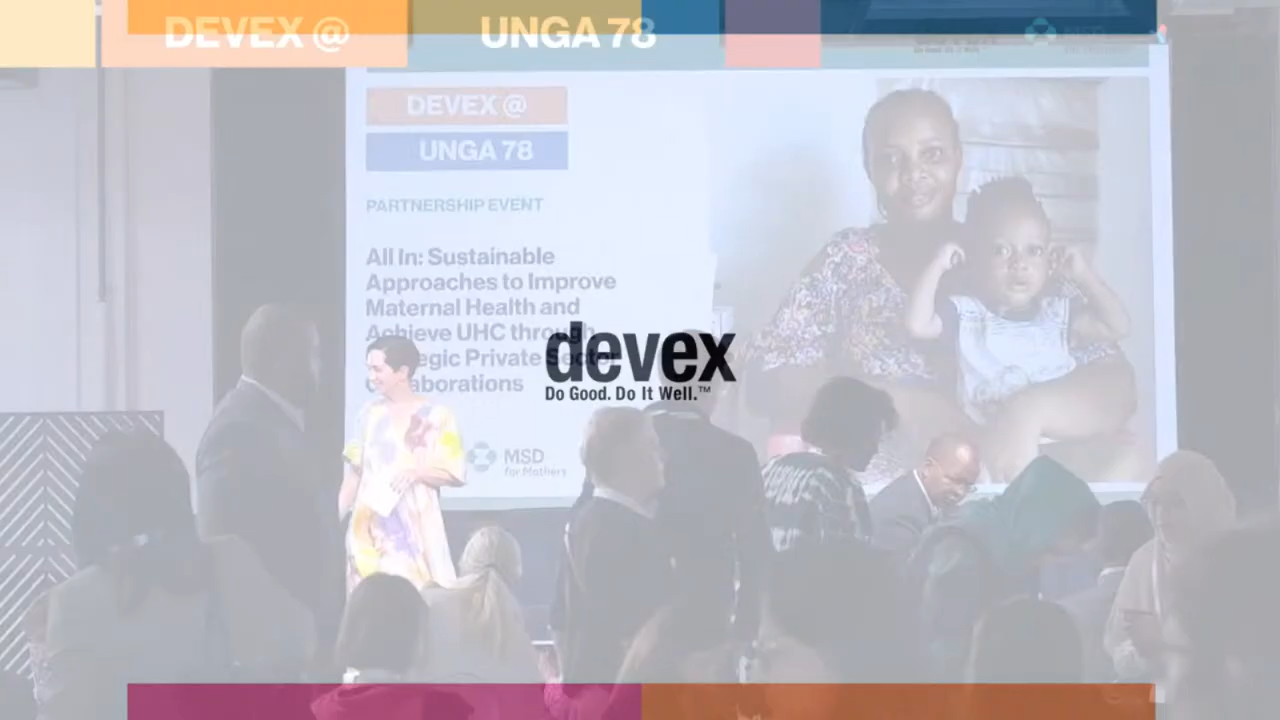 DEVEX @
UNGA 78
DEVEX @
UNGA 78
PARTNERSHIP EVENT
All In: Sustainable
Approaches to Improve
Maternal Health and
Achieve UHC through
Sector
devex
Do Good. Do It Well.™
MSD
for Mothers